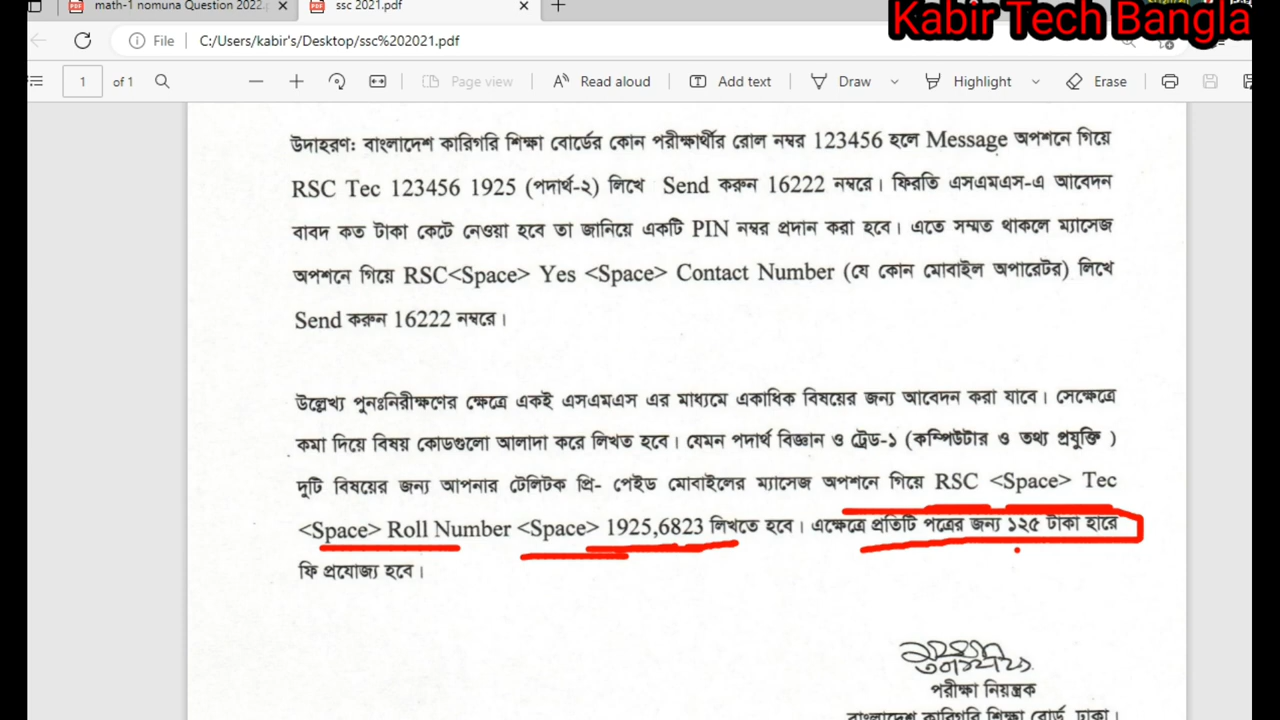 math-1 nomuna Question 2022.p
ssc 2021.pdf
Kabir Tech Bangla
File
C:/Users/kabir's/Desktop/ssc%202021.pdf
1 of 1
Page view
Read aloud
Add text
Draw
Highlight
Erase
উদাহরণঃ বাংলাদেশ কারিগরি শিক্ষা বোর্ডের কোন পরীক্ষার্থীর রোল নম্বর 123456 হলে Message অপশনে গিয়ে
RSC Tec 123456 1925 (পদার্থ-২) লিখে Send করুন 16222 নম্বরে। ফিরতি এসএমএস-এ আবেদন
বাবদ কত টাকা কেটে নেওয়া হবে তা জানিয়ে একটি PIN নম্বর প্রদান করা হবে। এতে সম্মত থাকলে ম্যাসেজ
অপশনে গিয়ে RSC<Space> Yes <Space> Contact Number (যে কোন মোবাইল অপারেটর) লিখে
Send করুন 16222 নম্বরে।
উল্লেখ্য পুনঃনিরীক্ষণের ক্ষেত্রে একই এসএমএস এর মাধ্যমে একাধিক বিষয়ের জন্য আবেদন করা যাবে। সেক্ষেত্রে
কমা দিয়ে বিষয় কোডগুলো আলাদা করে লিখত হবে। যেমন পদার্থ বিজ্ঞান ও ট্রেড-১ (কম্পিউটার ও তথ্য প্রযুক্তি )
দুটি বিষয়ের জন্য আপনার টেলিটক প্রি- পেইড মোবাইলের ম্যাসেজ অপশনে গিয়ে RSC <Space> Tec
<Space> Roll Number <Space> 1925,6823 লিখতে হবে। এক্ষেত্রে প্রতিটি পত্রের জন্য ১২৫ টাকা হারে
ফি প্রযোজ্য হবে।
পরীক্ষা নিয়ন্ত্রক
বাংলাদেশ কারিগরি শিক্ষা বোর্ড, ঢাকা।